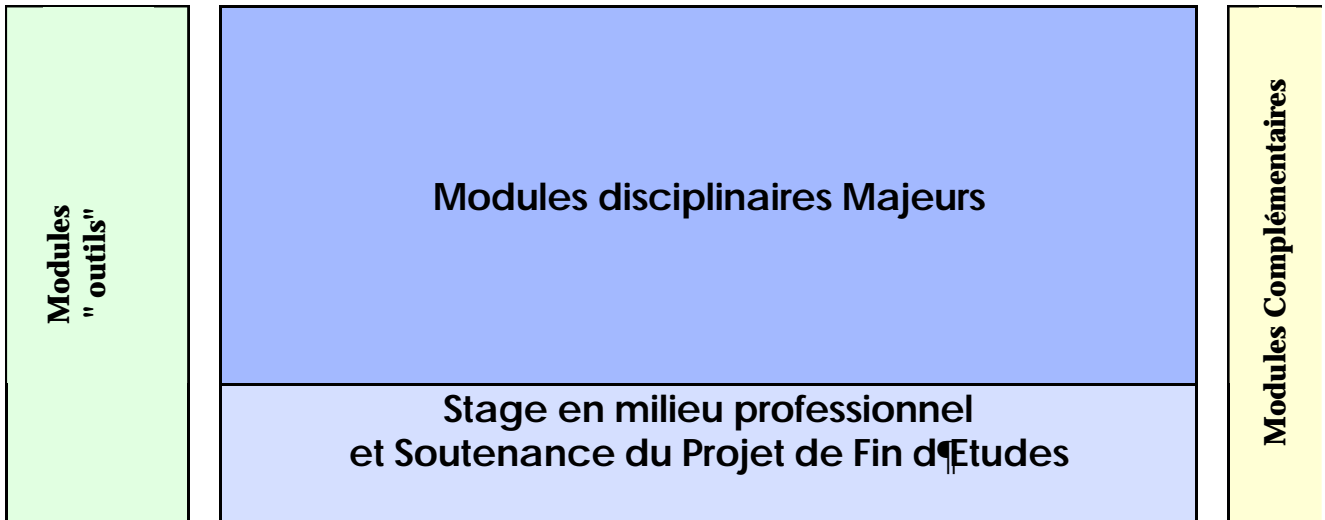 Modules
" outils"
Modules disciplinaires Majeurs
Stage en milieu professionnel
et Soutenance du Projet de Fin d¶Etudes
Modules Complémentaires